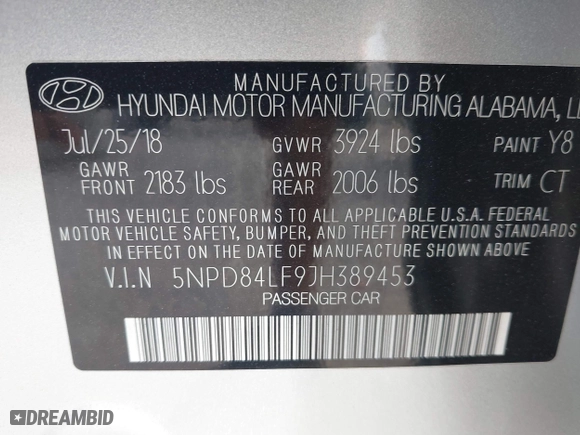 MANUFACTURED BY
HYUNDAI MOTOR MANUFACTURING ALABAMA,
Jul/25/18 GVWR 3924 lbs PAINT Y8
GAWR FRONT 2183 lbs GAWR REAR 2006 lbs TRIM CT
THIS VEHICLE CONFORMS TO ALL APPLICABLE U.S.A. FEDERAL
MOTOR VEHICLE SAFETY, BUMPER, AND THEFT PREVENTION STANDARDS
IN EFFECT ON THE DATE OF MANUFACTURE SHOWN ABOVE.
V.I.N 5NPD84LF9JH389453
PASSENGER CAR
DREAMBID